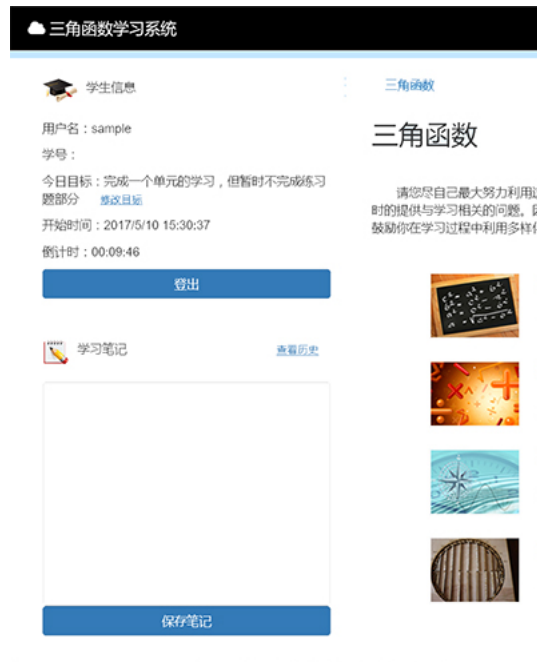 三角函数学习系统
学生信息
用户名：sample
学号：
今日目标：完成一个单元的学习，但暂时不完成练习
题部分 修改目标
开始时间：2017/5/10 15:30:37
倒计时：00:09:46
登出
学习笔记 查看历史
保存笔记
三角函数
三角函数
请您尽自己最大努力利用
时的提供与学习相关的问题。
鼓励你在学习过程中利用多样